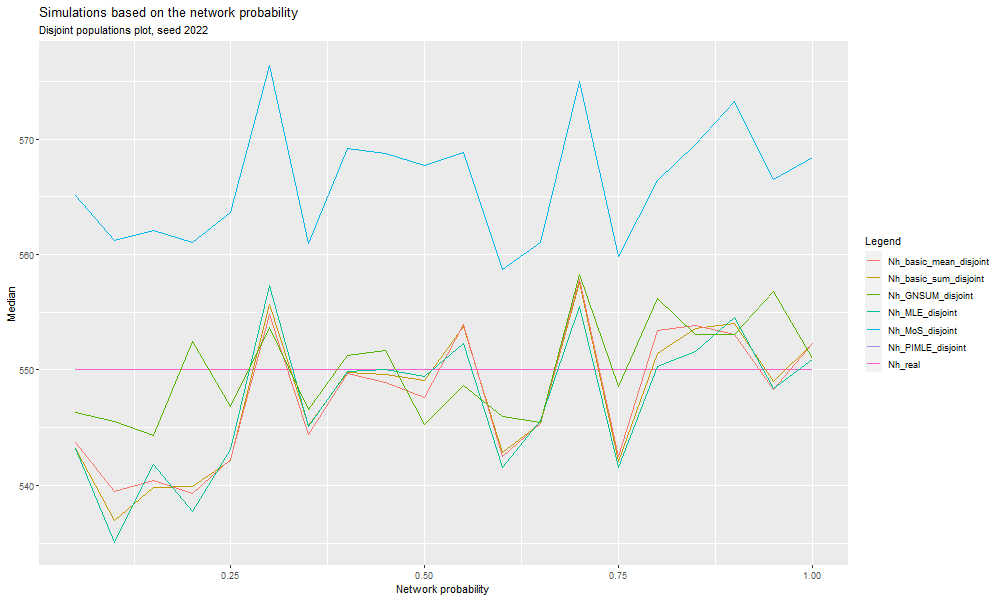 Simulations based on the network probability
Disjoint populations plot, seed 2022
570
560
550
540
Median
0.25
0.50
0.75
1.00
Network probability
Legend
Nh_basic_mean_disjoint
Nh_basic_sum_disjoint
Nh_GNSUM_disjoint
Nh_MLE_disjoint
Nh_MoS_disjoint
Nh_PIMLE_disjoint
Nh_real